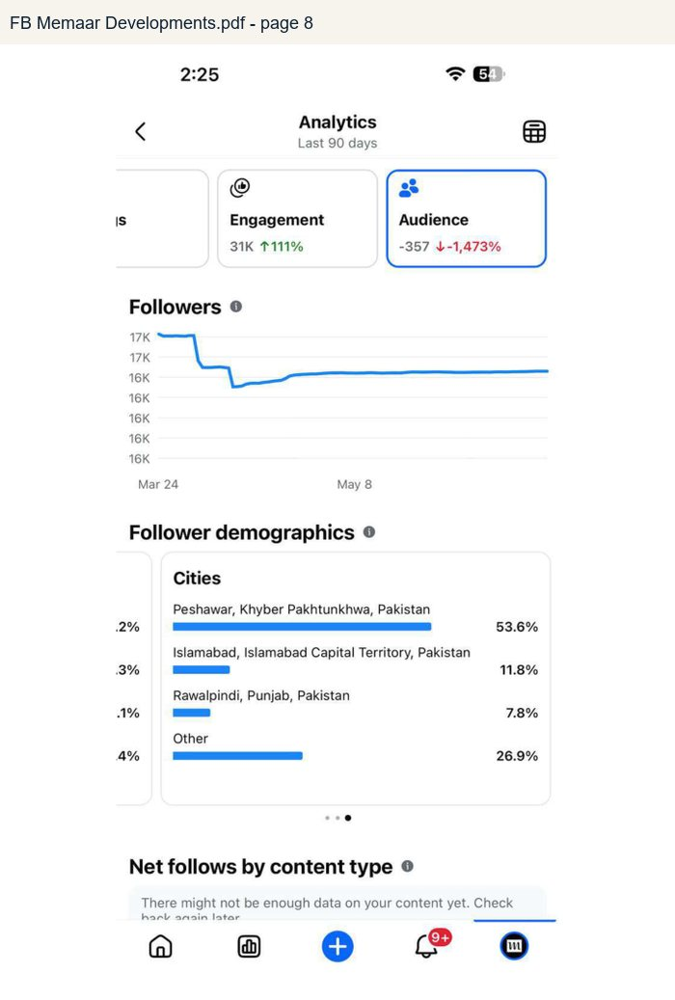 FB Memaar Developments.pdf - page 8
2:25
54
Analytics
Last 90 days
Engagement
31K ↑111%
Audience
-357 ↓-1,473%
Followers
17K
17K
16K
16K
16K
16K
16K
Mar 24
May 8
Follower demographics
.2%
.3%
.1%
4%
Cities
Peshawar, Khyber Pakhtunkhwa, Pakistan
53.6%
Islamabad, Islamabad Capital Territory, Pakistan
11.8%
Rawalpindi, Punjab, Pakistan
7.8%
Other
26.9%
Net follows by content type
There might not be enough data on your content yet. Check
back again later
9+